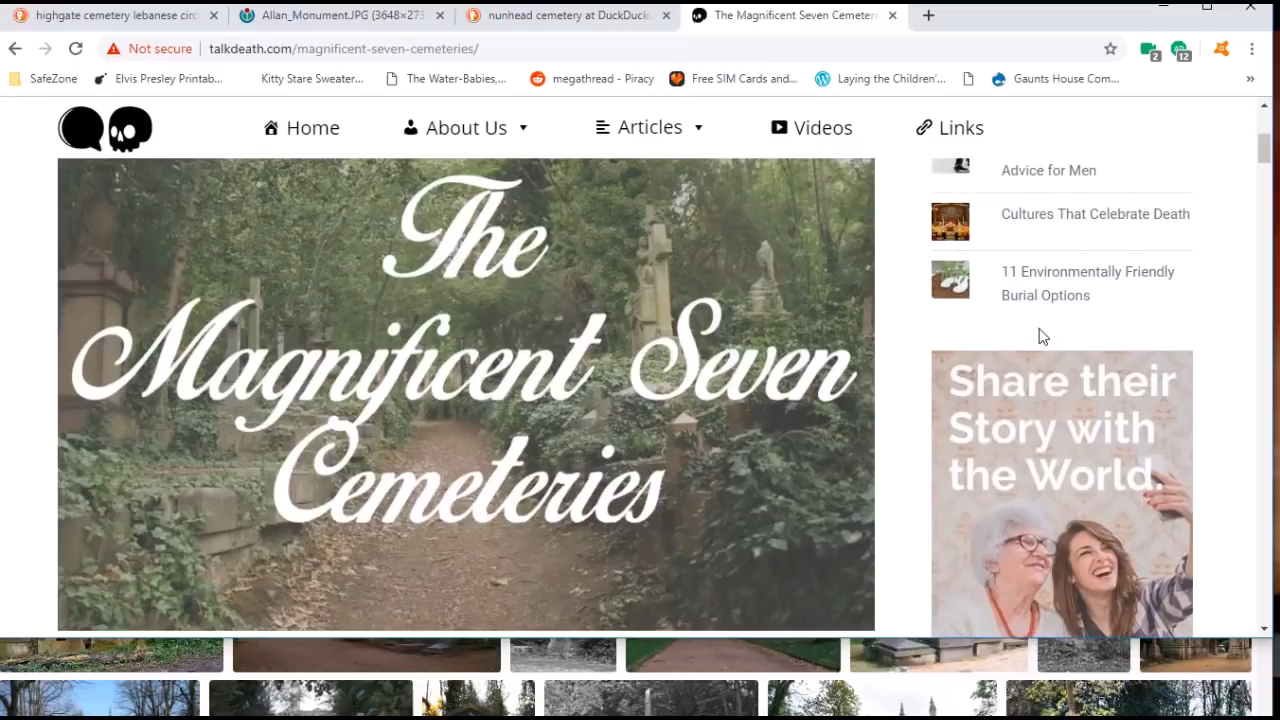 highgate cemetery lebanese circ
Allan_Monument.JPG (3648×273
nunhead cemetery at DuckDuck
The Magnificent Seven Cemeter
Not secure
talkdeath.com/magnificent-seven-cemeteries/
2
12
SafeZone
Elvis Presley Printab...
Kitty Stare Sweater...
The Water-Babies,...
megathread - Piracy
Free SIM Cards and...
Laying the Children'...
Gaunts House Com...
»
Home
About Us
Articles
Videos
Links
The
Magnificent Seven
Cemeteries
Advice for Men
Cultures That Celebrate Death
11 Environmentally Friendly
Burial Options
Share their
Story with
the World.